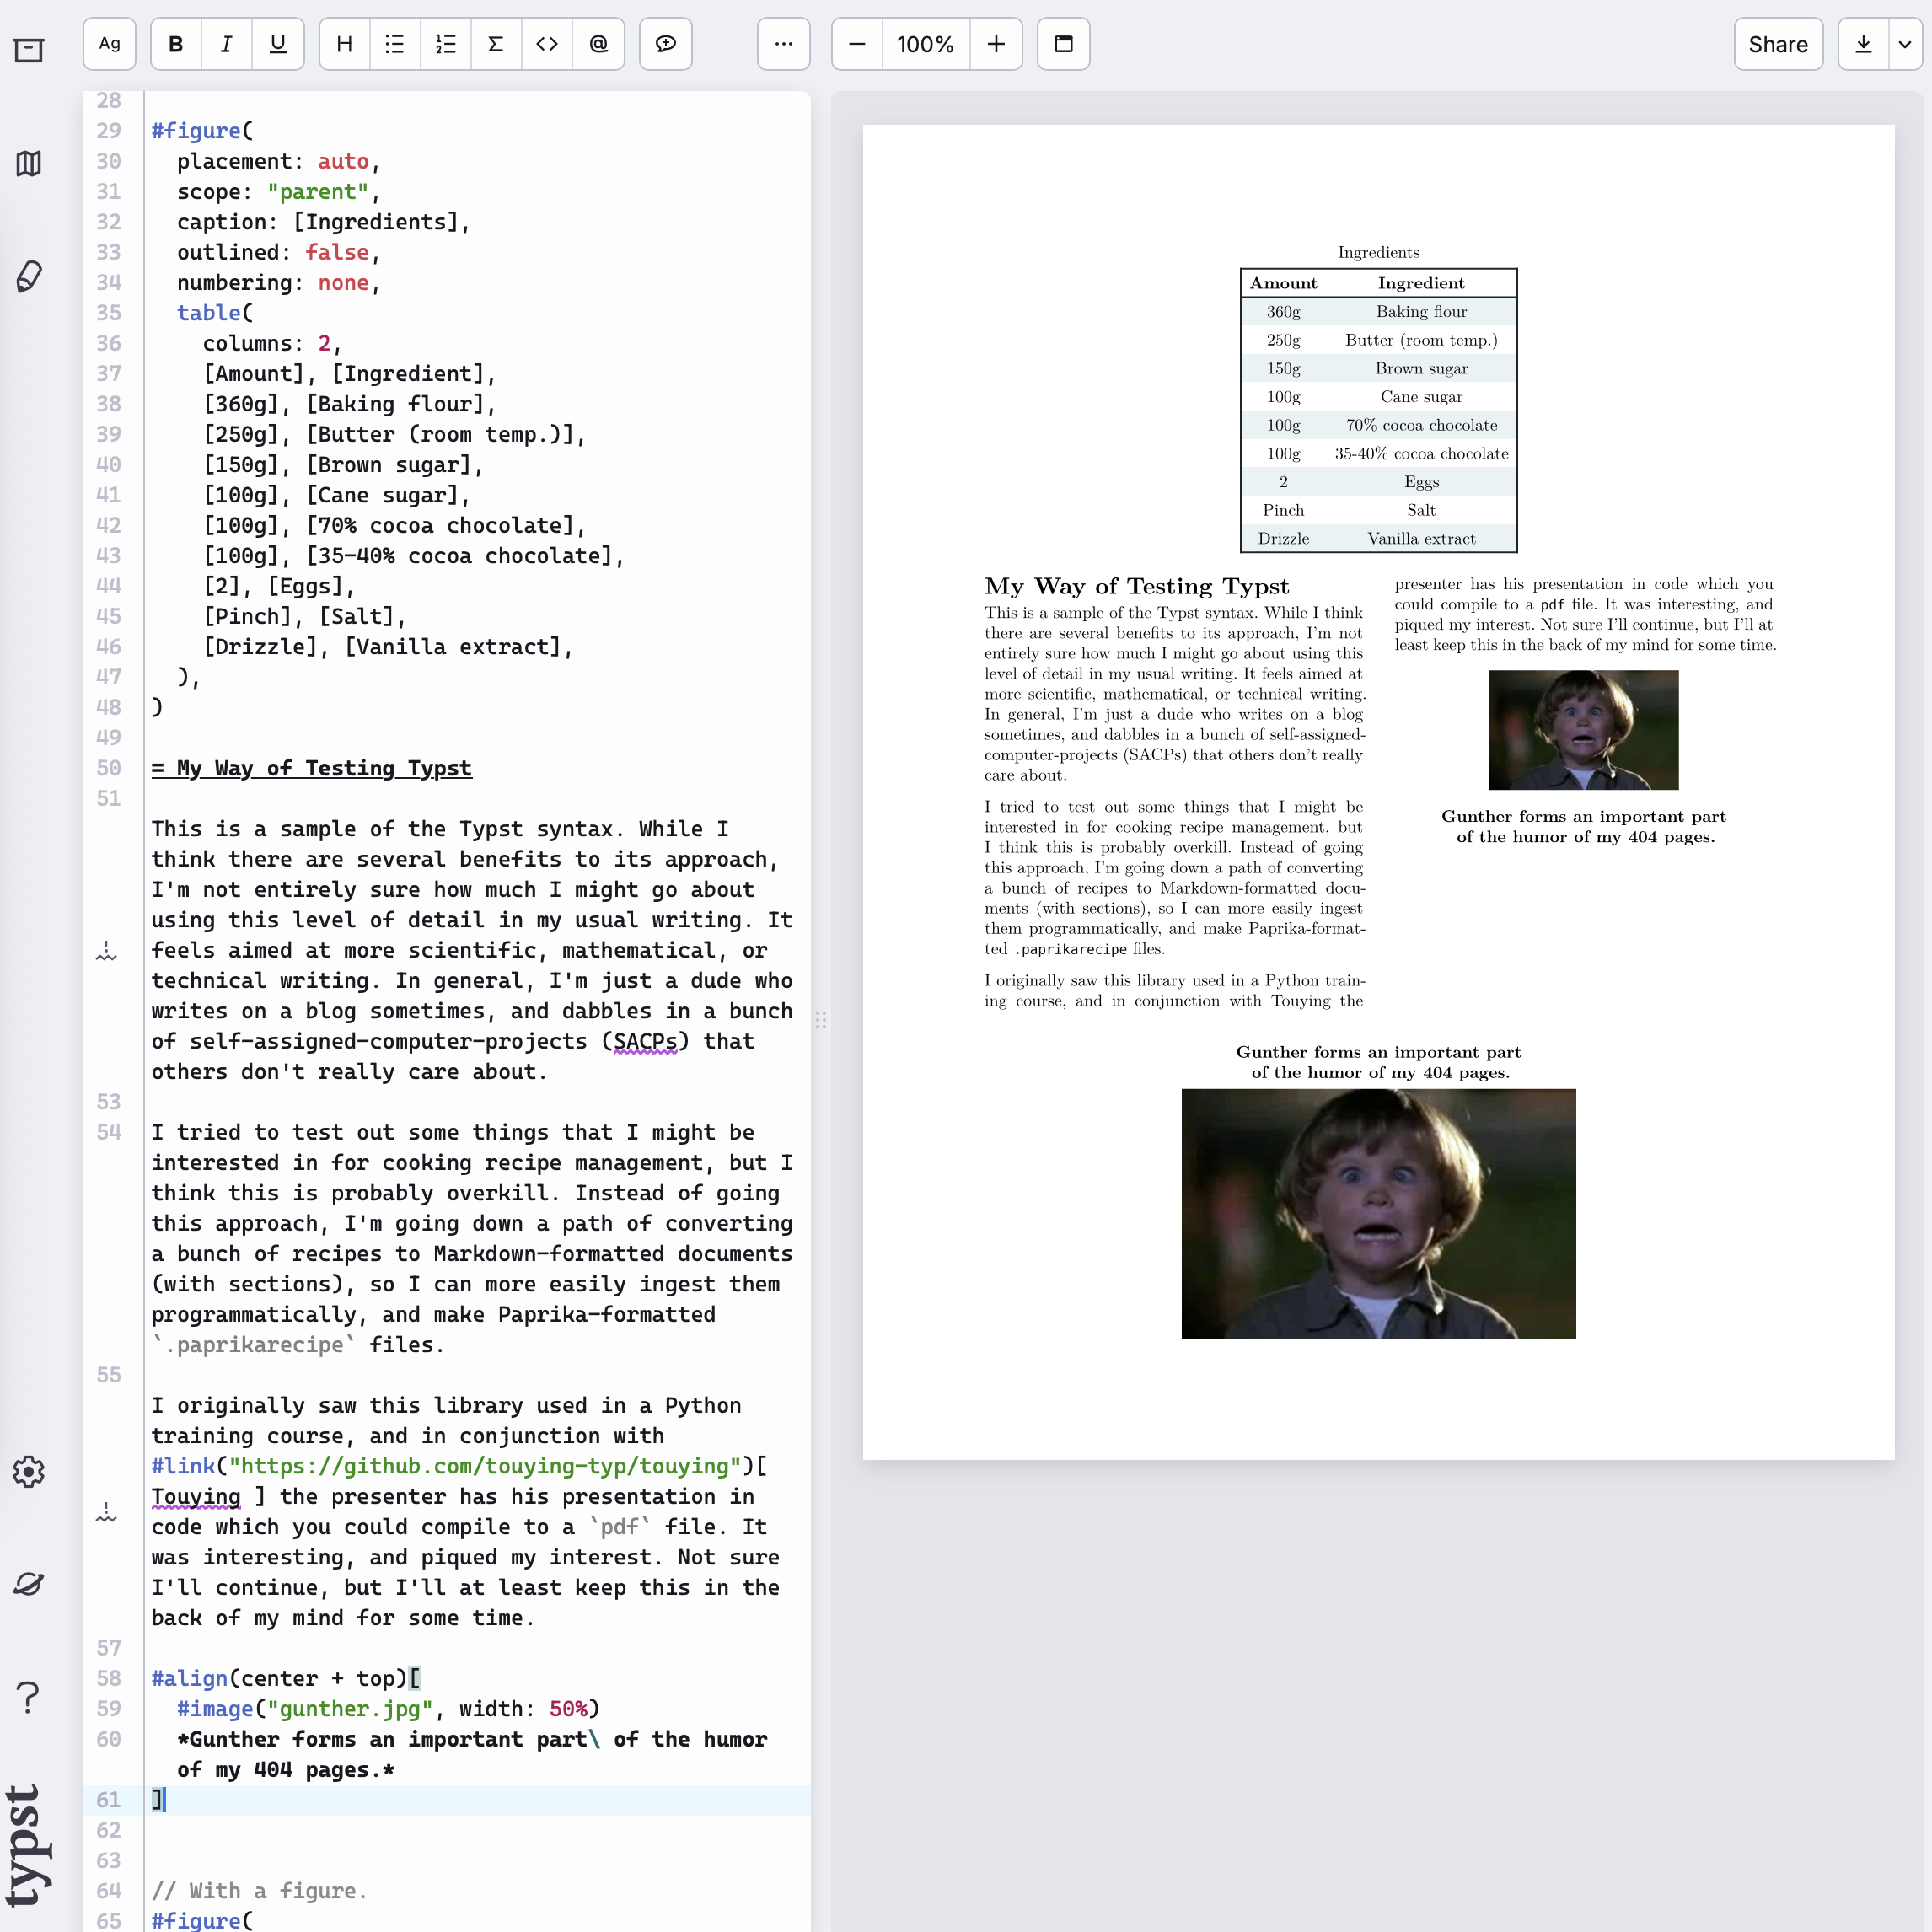 Ag B I U H Σ <> @ ... — 100% + Share
28
29 #figure(
30   placement: auto,
31   scope: "parent",
32   caption: [Ingredients],
33   outlined: false,
34   numbering: none,
35   table(
36     columns: 2,
37     [Amount], [Ingredient],
38     [360g], [Baking flour],
39     [250g], [Butter (room temp.)],
40     [150g], [Brown sugar],
41     [100g], [Cane sugar],
42     [100g], [70% cocoa chocolate],
43     [100g], [35-40% cocoa chocolate],
44     [2], [Eggs],
45     [Pinch], [Salt],
46     [Drizzle], [Vanilla extract],
47   ),
48 )
49
50 = My Way of Testing Typst
51
This is a sample of the Typst syntax. While I
think there are several benefits to its approach,
I'm not entirely sure how much I might go about
using this level of detail in my usual writing. It
feels aimed at more scientific, mathematical, or
technical writing. In general, I'm just a dude who
writes on a blog sometimes, and dabbles in a bunch
of self-assigned-computer-projects (SACPs) that
others don't really care about.
53
54 I tried to test out some things that I might be
interested in for cooking recipe management, but I
think this is probably overkill. Instead of going
this approach, I'm going down a path of converting
a bunch of recipes to Markdown-formatted documents
(with sections), so I can more easily ingest them
programmatically, and make Paprika-formatted
`.paprikarecipe` files.
55
I originally saw this library used in a Python
training course, and in conjunction with
#link("https://github.com/touying-typ/touying")[
Touying ] the presenter has his presentation in
code which you could compile to a `pdf` file. It
was interesting, and piqued my interest. Not sure
I'll continue, but I'll at least keep this in the
back of my mind for some time.
57
58 #align(center + top)[
59   #image("gunther.jpg", width: 50%)
60   *Gunther forms an important part\ of the humor
of my 404 pages.*
61 ]
62
63
64 // With a figure.
65 #figure(
typst
Ingredients
Amount Ingredient
360g Baking flour
250g Butter (room temp.)
150g Brown sugar
100g Cane sugar
100g 70% cocoa chocolate
100g 35-40% cocoa chocolate
2 Eggs
Pinch Salt
Drizzle Vanilla extract
My Way of Testing Typst
This is a sample of the Typst syntax. While I think
there are several benefits to its approach, I'm not
entirely sure how much I might go about using this
level of detail in my usual writing. It feels aimed at
more scientific, mathematical, or technical writing.
In general, I'm just a dude who writes on a blog
sometimes, and dabbles in a bunch of self-assigned-
computer-projects (SACPs) that others don't really
care about.
I tried to test out some things that I might be
interested in for cooking recipe management, but
I think this is probably overkill. Instead of going
this approach, I'm going down a path of converting
a bunch of recipes to Markdown-formatted docu-
ments (with sections), so I can more easily ingest
them programmatically, and make Paprika-format-
ted .paprikarecipe files.
I originally saw this library used in a Python train-
ing course, and in conjunction with Touying the
presenter has his presentation in code which you
could compile to a pdf file. It was interesting, and
piqued my interest. Not sure I'll continue, but I'll at
least keep this in the back of my mind for some time.
Gunther forms an important part
of the humor of my 404 pages.
Gunther forms an important part
of the humor of my 404 pages.